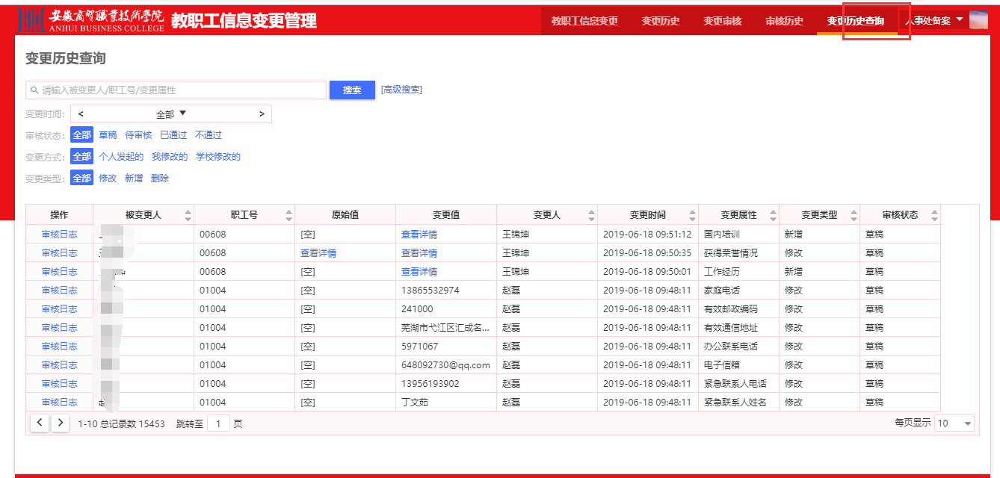 安徽商贸职业技术学院 教职工信息变更管理 教职工信息变更 变更历史 变更审核 审核历史 变更历史查询 人事处备案
ANHUI BUSINESS COLLEGE
变更历史查询
请输入被变更人/职工号/变更属性 搜索 [高级搜索]
变更时间: < 全部 >
审核状态: 全部 草稿 待审核 已通过 不通过
变更方式: 全部 个人发起的 我修改的 学校修改的
变更类型: 全部 修改 新增 删除
操作 被变更人 职工号 原始值 变更值 变更人 变更时间 变更属性 变更类型 审核状态
审核日志 00608 [空] 查看详情 王锦坤 2019-06-18 09:51:12 国内培训 新增 草稿
审核日志 00608 查看详情 查看详情 王锦坤 2019-06-18 09:50:35 获得荣誉情况 修改 草稿
审核日志 00608 [空] 查看详情 王锦坤 2019-06-18 09:50:01 工作经历 新增 草稿
审核日志 01004 [空] 13865532974 赵磊 2019-06-18 09:48:11 家庭电话 修改 草稿
审核日志 01004 [空] 241000 赵磊 2019-06-18 09:48:11 有效邮政编码 修改 草稿
审核日志 01004 [空] 芜湖市弋江区汇成名... 赵磊 2019-06-18 09:48:11 有效通信地址 修改 草稿
审核日志 01004 [空] 5971067 赵磊 2019-06-18 09:48:11 办公联系电话 修改 草稿
审核日志 01004 [空] 648092730@qq.com 赵磊 2019-06-18 09:48:11 电子信箱 修改 草稿
审核日志 01004 [空] 13956193902 赵磊 2019-06-18 09:48:11 紧急联系人电话 修改 草稿
审核日志 01004 [空] 丁文茹 赵磊 2019-06-18 09:48:11 紧急联系人姓名 修改 草稿
1-10 总记录数 15453 跳转至 1 页 每页显示 10